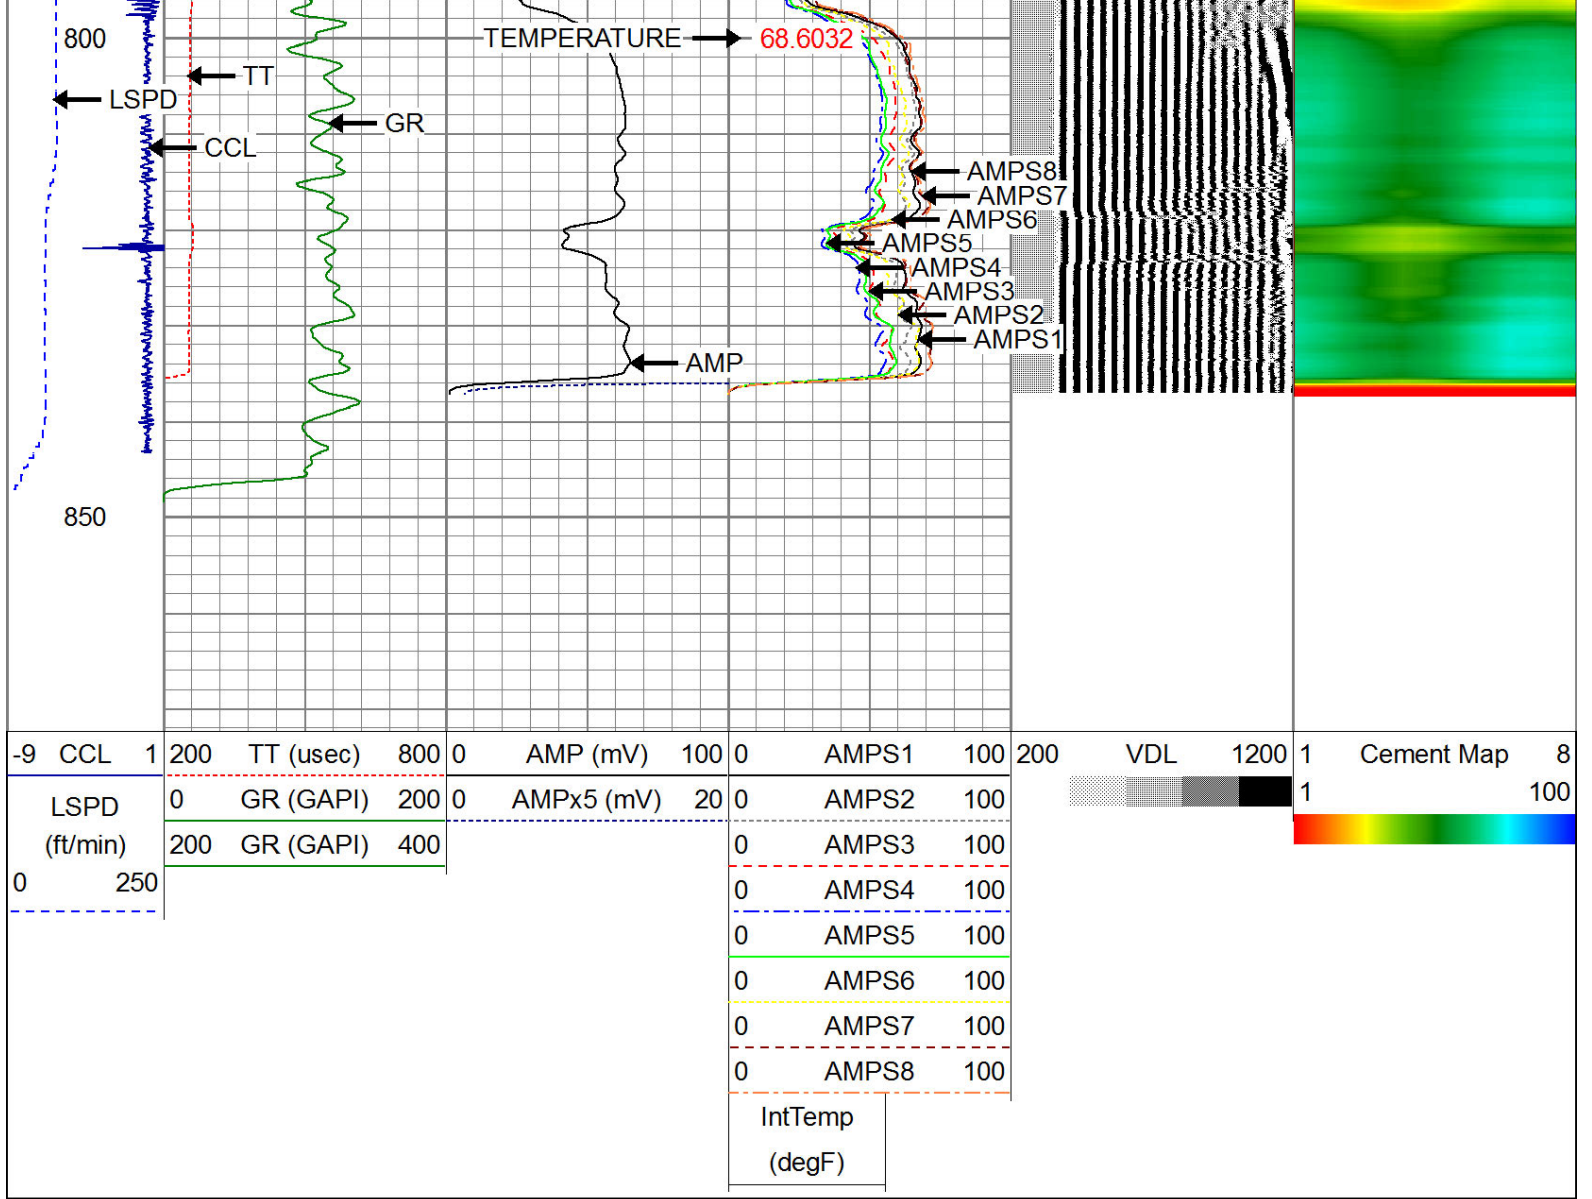 800
TEMPERATURE
68.6032
TT
LSPD
GR
CCL
AMPS8
AMPS7
AMPS6
AMPS5
AMPS4
AMPS3
AMPS2
AMPS1
AMP
850
-9 CCL 1
200 TT (usec) 800
0 AMP (mV) 100
0 AMPS1 100
200 VDL 1200
1 Cement Map 8
LSPD
(ft/min)
0 250
0 GR (GAPI) 200
200 GR (GAPI) 400
0 AMPx5 (mV) 20
0 AMPS2 100
0 AMPS3 100
0 AMPS4 100
0 AMPS5 100
0 AMPS6 100
0 AMPS7 100
0 AMPS8 100
IntTemp
(degF)
1 100